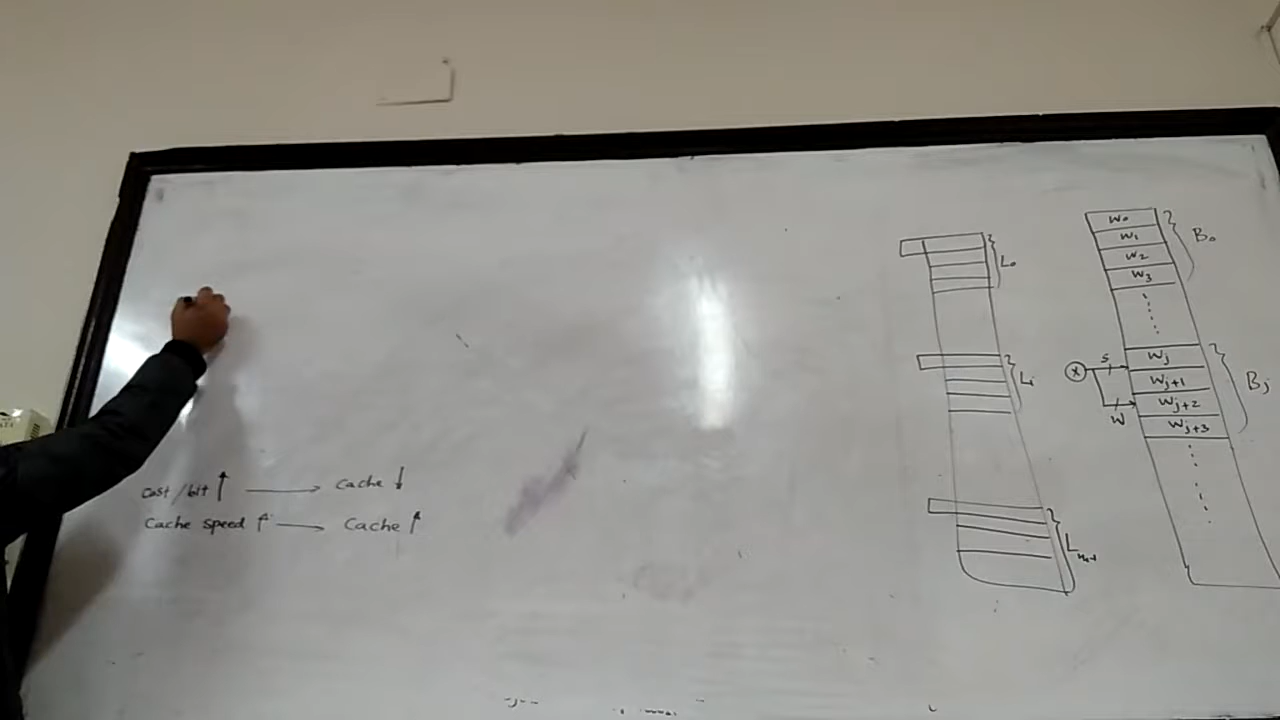 Cost/bit ↑ → Cache ↓
Cache speed ↑ → Cache ↑
L0
Li
W0
W1
W2
W3
B0
X
S
W
Wj
Wj+1
Wj+2
Wj+3
Bj